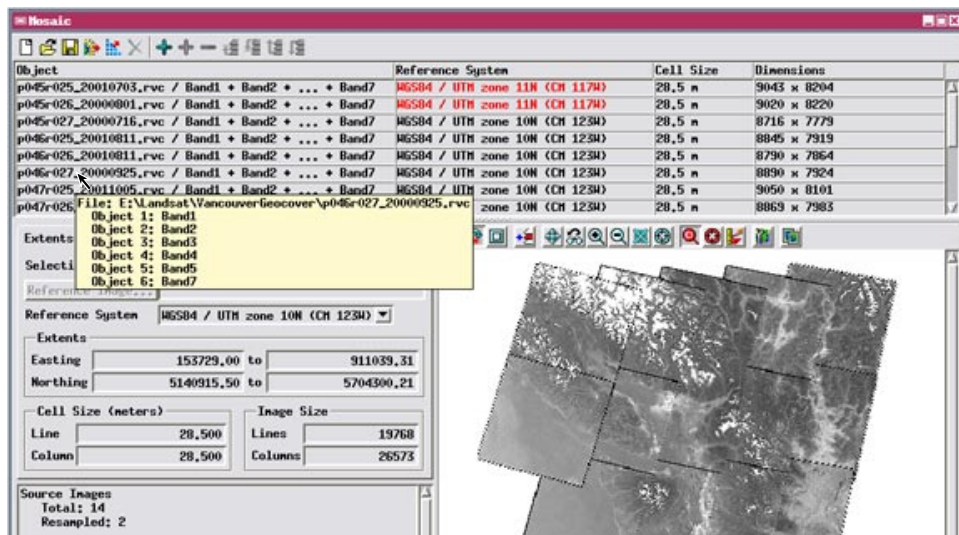 Mosaic
Object Reference System Cell Size Dimensions
p045r025_20010703.rvc / Band1 + Band2 + ... + Band7 WGS84 / UTM zone 11N (CM 117W) 28.5 m 9043 x 8204
p045r026_20000801.rvc / Band1 + Band2 + ... + Band7 WGS84 / UTM zone 11N (CM 117W) 28.5 m 9020 x 8220
p045r027_20000716.rvc / Band1 + Band2 + ... + Band7 WGS84 / UTM zone 10N (CM 123W) 28.5 m 8716 x 7779
p046r025_20010811.rvc / Band1 + Band2 + ... + Band7 WGS84 / UTM zone 10N (CM 123W) 28.5 m 8845 x 7919
p046r026_20010811.rvc / Band1 + Band2 + ... + Band7 WGS84 / UTM zone 10N (CM 123W) 28.5 m 8790 x 7864
p046r027_20000925.rvc / Band1 + Band2 + ... + Band7 WGS84 / UTM zone 10N (CM 123W) 28.5 m 8890 x 7924
p047r025_20011005.rvc / Band1 + Band2 + ... + Band7 WGS84 / UTM zone 10N (CM 123W) 28.5 m 9050 x 8101
p047r026 zone 10N (CM 123W) 28.5 m 8869 x 7983
File: E:\Landsat\VancouverGeocover\p046r027_20000925.rvc
Object 1: Band1
Object 2: Band2
Object 3: Band3
Object 4: Band4
Object 5: Band5
Object 6: Band7
Extents
Selecti
Reference Image...
Reference System WGS84 / UTM zone 10N (CM 123W)
Extents
Easting 153729.00 to 911039.31
Northing 5140915.50 to 5704300.21
Cell Size (meters) Image Size
Line 28.500 Lines 19768
Column 28.500 Columns 26573
Source Images
Total: 14
Resampled: 2